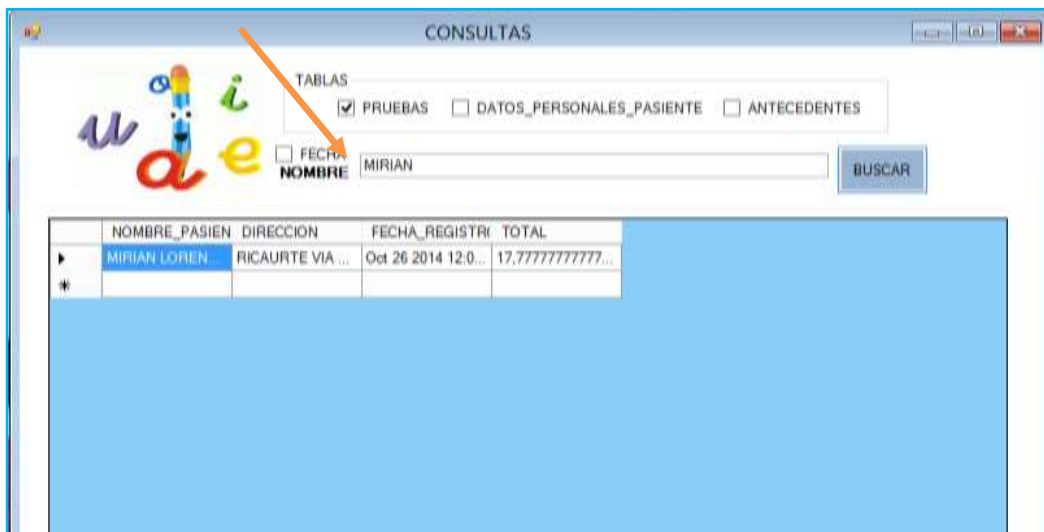 CONSULTAS
TABLAS
PRUEBAS DATOS_PERSONALES_PASIENTE ANTECEDENTES
FECHA
NOMBRE MIRIAN BUSCAR
NOMBRE_PASIEN DIRECCION FECHA_REGISTR TOTAL
MIRIAN LOREN... RICAURTE VIA ... Oct 26 2014 12:0... 17,77777777777...
o i
u a e